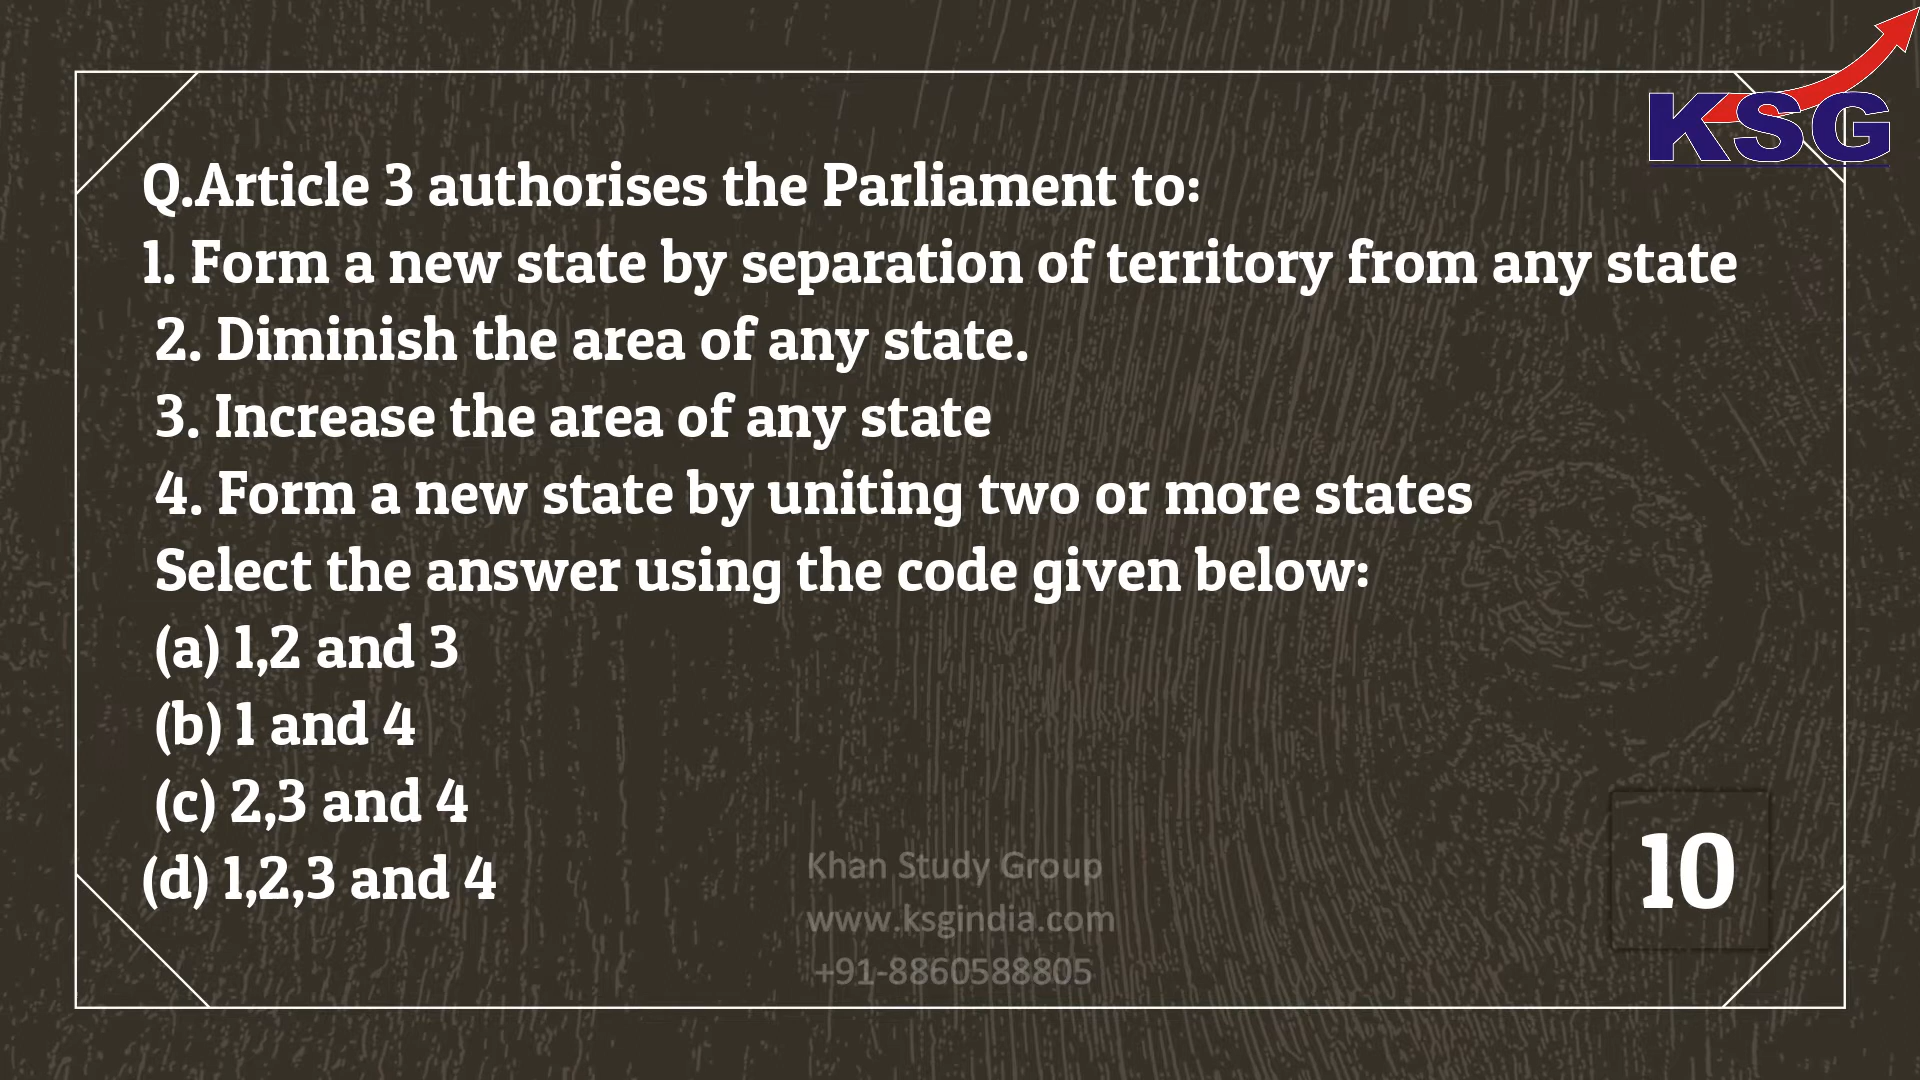 KSG
Q.Article 3 authorises the Parliament to:
1. Form a new state by separation of territory from any state
2. Diminish the area of any state.
3. Increase the area of any state
4. Form a new state by uniting two or more states
Select the answer using the code given below:
(a) 1,2 and 3
(b) 1 and 4
(c) 2,3 and 4
(d) 1,2,3 and 4
10
Khan Study Group
www.ksgindia.com
+91-8860588805